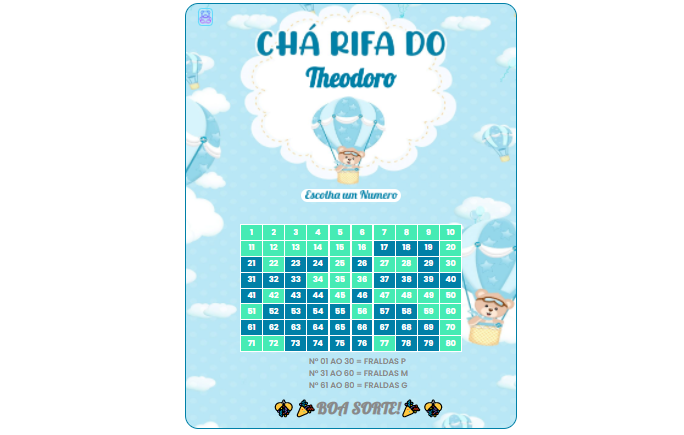 CHÁ RIFA DO
Theodoro
Escolha um Numero
1 2 3 4 5 6 7 8 9 10
11 12 13 14 15 16 17 18 19 20
21 22 23 24 25 26 27 28 29 30
31 32 33 34 35 36 37 38 39 40
41 42 43 44 45 46 47 48 49 50
51 52 53 54 55 56 57 58 59 60
61 62 63 64 65 66 67 68 69 70
71 72 73 74 75 76 77 78 79 80
Nº 01 AO 30 = FRALDAS P
Nº 31 AO 60 = FRALDAS M
Nº 61 AO 80 = FRALDAS G
BOA SORTE!